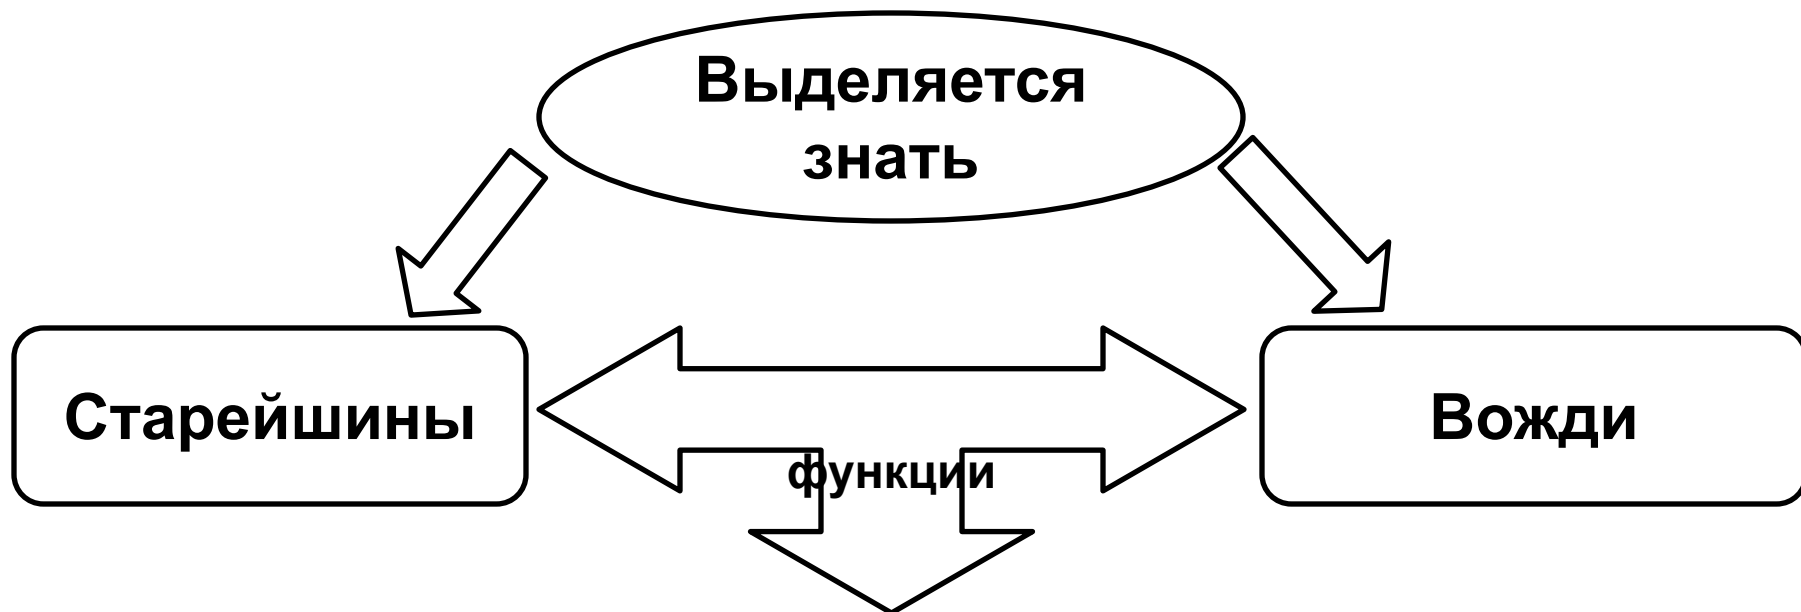 Выделяется
знать
Старейшины
Вожди
функции